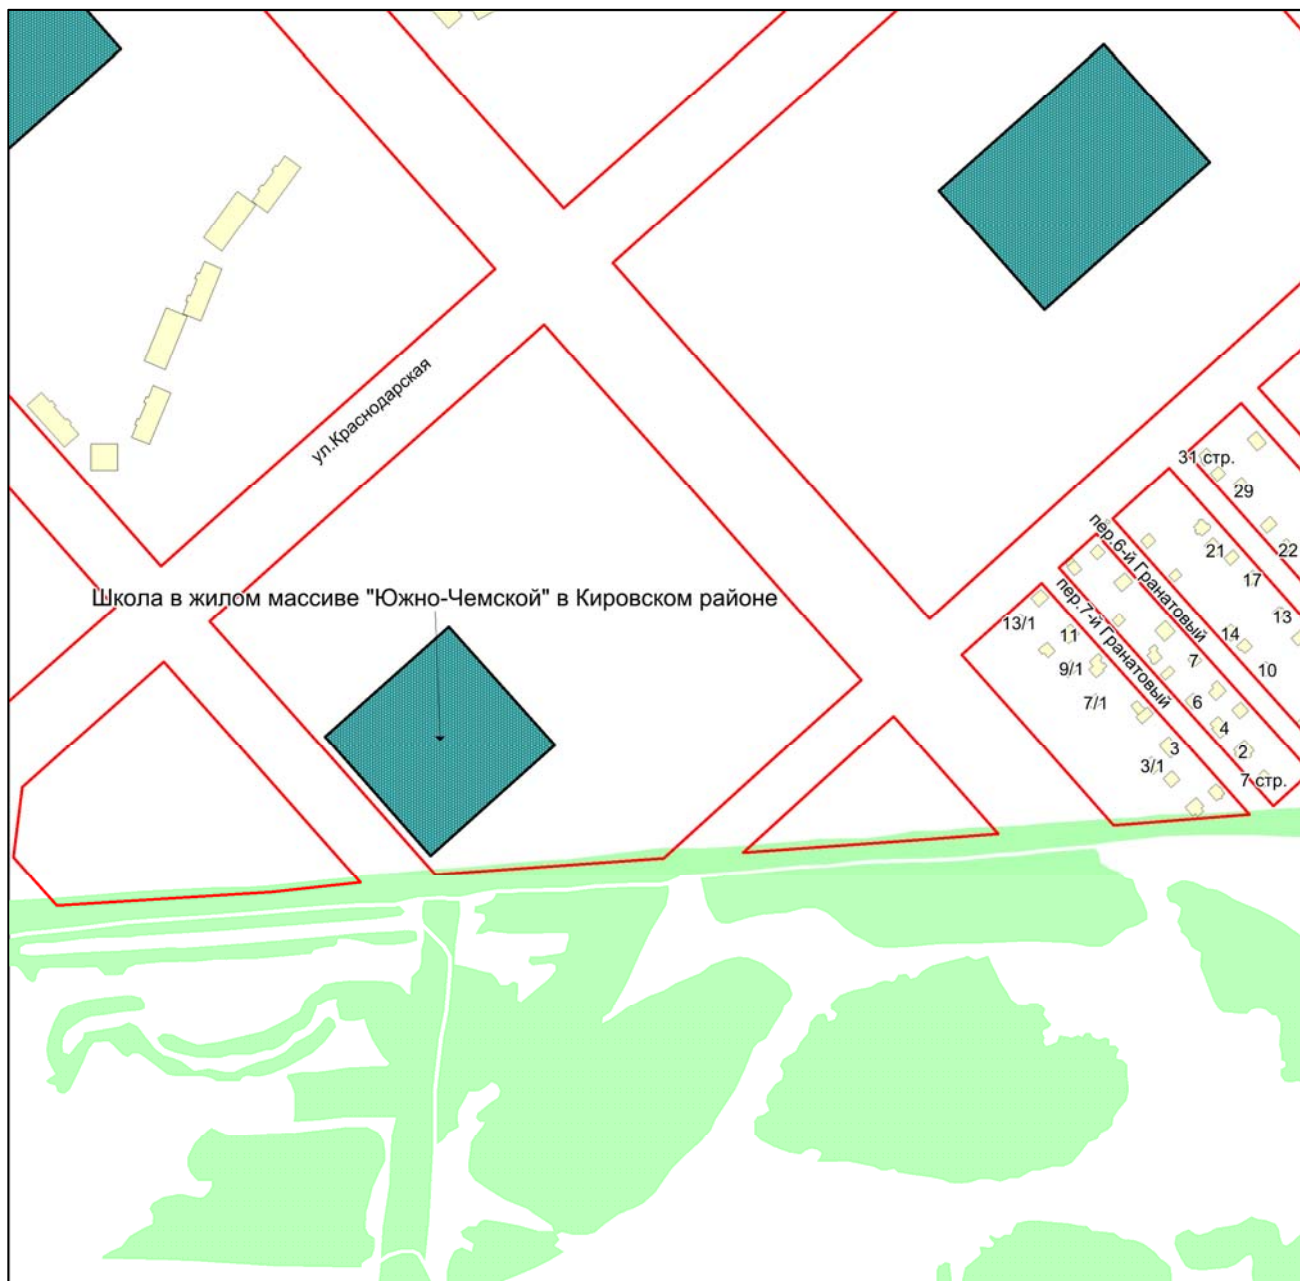 ул.Краснодарская
31 стр.
29
22
пер.6-й Гранатовый
21
17
Школа в жилом массиве "Южно-Чемской" в Кировском районе
пер.7-й Гранатовый
13/1
11
14
13
9/1
7
10
7/1
6
4
3
2
3/1
7 стр.